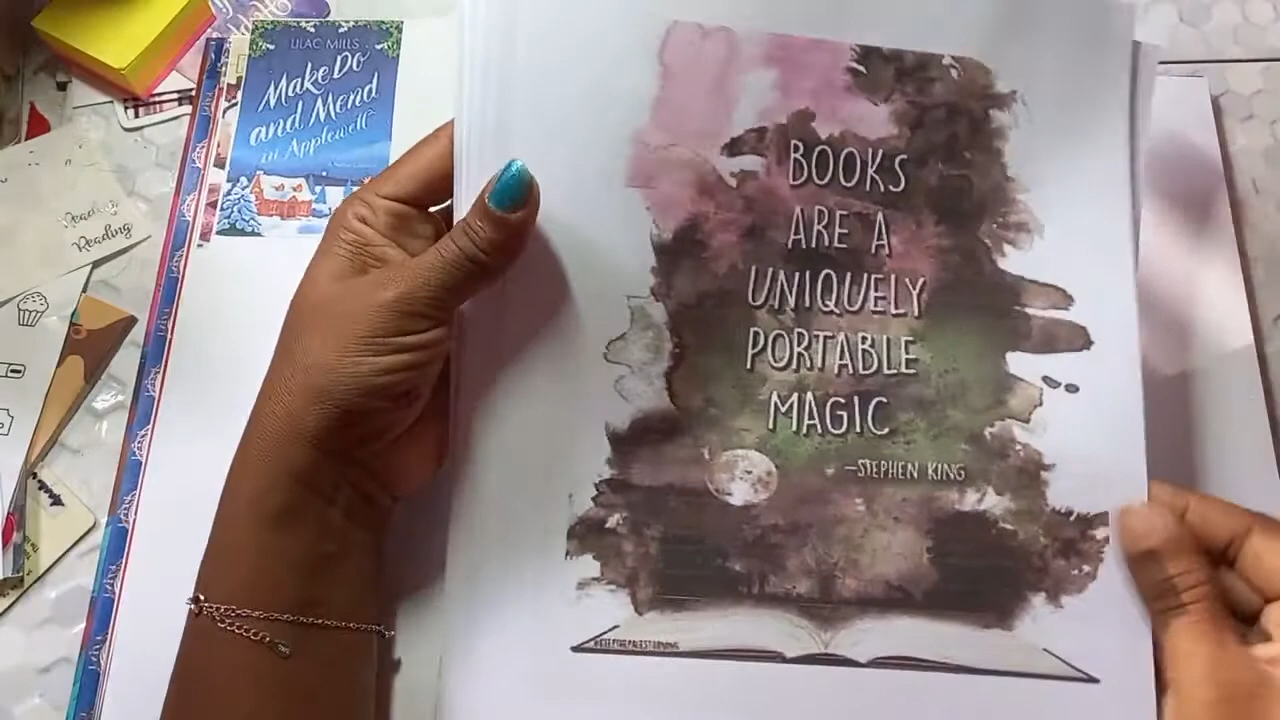 LILAC MILLS
Make Do
and Mend
in Applewell
Reading
Reading
BOOKS
ARE A
UNIQUELY
PORTABLE
MAGIC
—STEPHEN KING